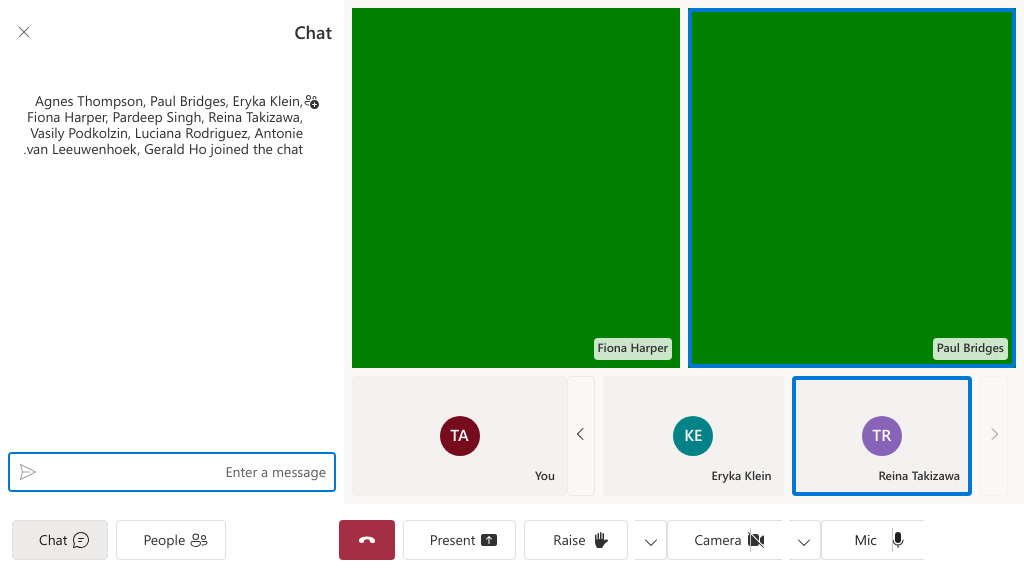 Chat
Agnes Thompson, Paul Bridges, Eryka Klein,
Fiona Harper, Pardeep Singh, Reina Takizawa,
Vasily Podkolzin, Luciana Rodriguez, Antonie
.van Leeuwenhoek, Gerald Ho joined the chat
Enter a message
Fiona Harper
Paul Bridges
TA
You
KE
Eryka Klein
TR
Reina Takizawa
Chat
People
Present
Raise
Camera
Mic